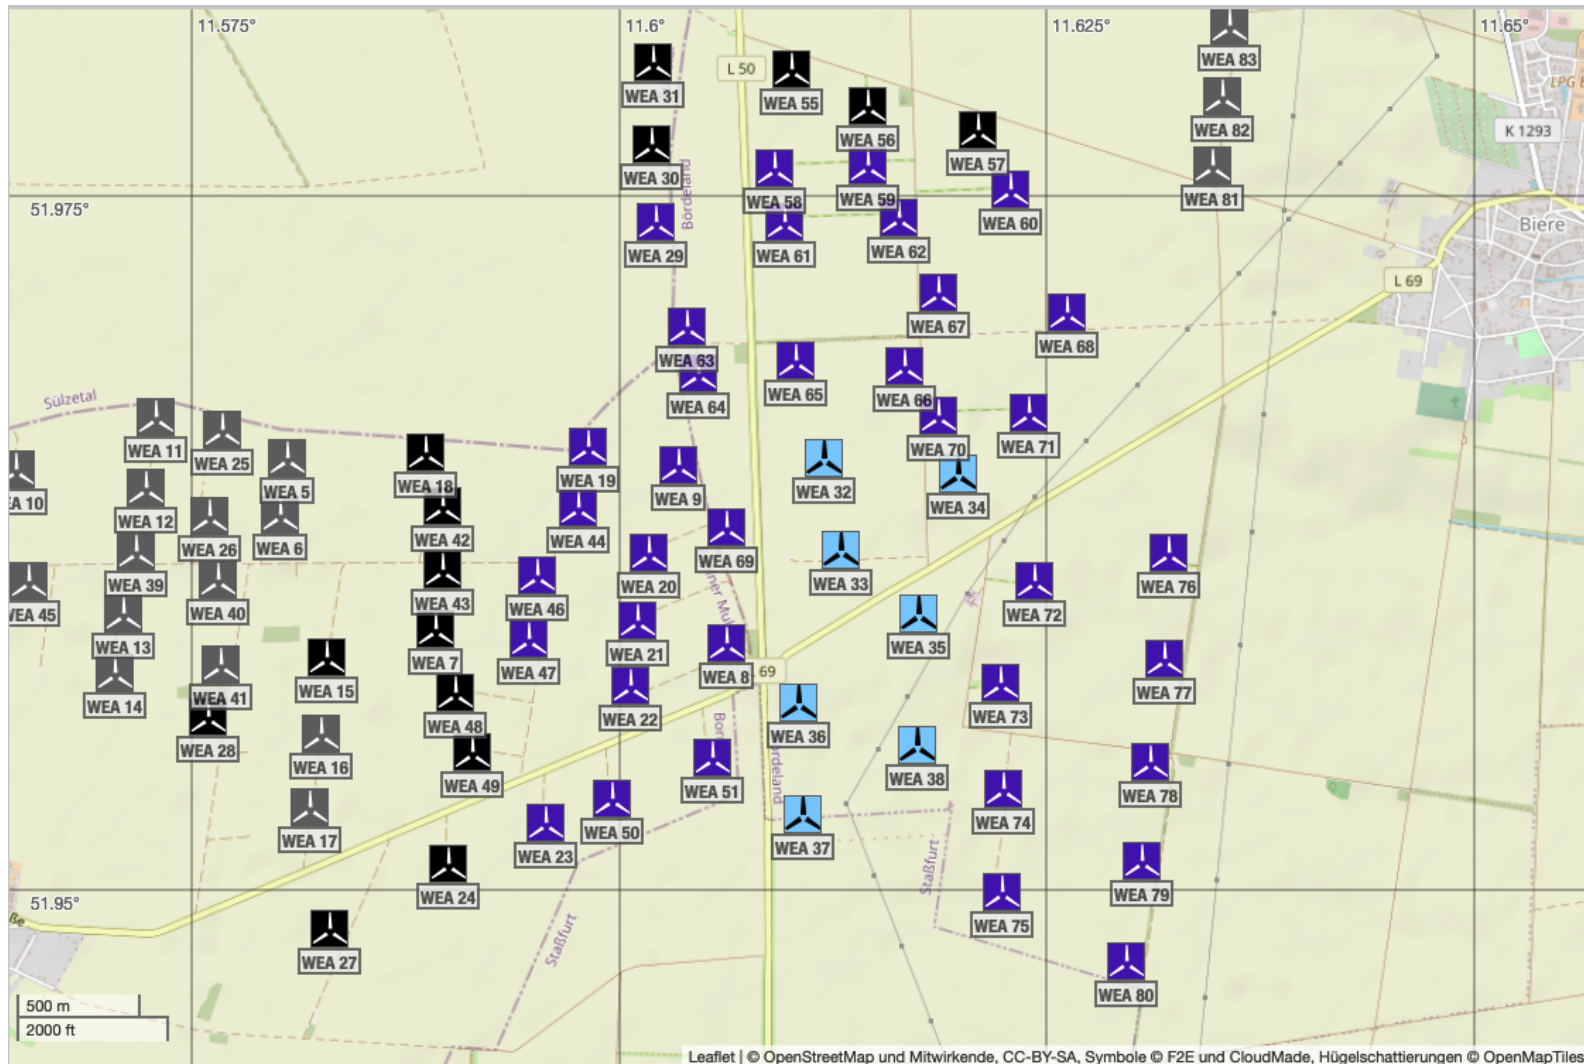 11.575°
11.6°
11.625°
11.65°
WEA 83
L 50
WEA 31
WEA 55
LPG
WEA 82
K 1293
WEA 56
WEA 57
WEA 30
Bördeland
WEA 58
WEA 59
WEA 81
51.975°
WEA 60
Biere
WEA 29
WEA 61
WEA 62
L 69
WEA 67
WEA 68
WEA 63
WEA 65
Sülzetal
WEA 64
WEA 66
WEA 11
WEA 25
WEA 70
WEA 71
WEA 18
WEA 19
WEA 5
WEA 32
WEA 9
A 10
WEA 34
WEA 12
WEA 42
WEA 44
WEA 26
WEA 6
WEA 69
WEA 39
WEA 20
WEA 33
WEA 76
WEA 45
WEA 40
WEA 43
WEA 46
WEA 72
WEA 13
WEA 21
WEA 35
WEA 7
WEA 47
WEA 8
69
WEA 15
WEA 77
WEA 41
WEA 14
WEA 48
WEA 22
WEA 73
WEA 28
WEA 36
WEA 16
WEA 49
WEA 51
ördeland
WEA 38
WEA 78
WEA 17
WEA 50
WEA 74
WEA 23
WEA 37
Staßfurt
WEA 24
WEA 79
51.95°
ße
WEA 75
Staßfurt
WEA 27
WEA 80
500 m
2000 ft
Leaflet | © OpenStreetMap und Mitwirkende, CC-BY-SA, Symbole © F2E und CloudMade, Hügelschattierungen © OpenMapTiles